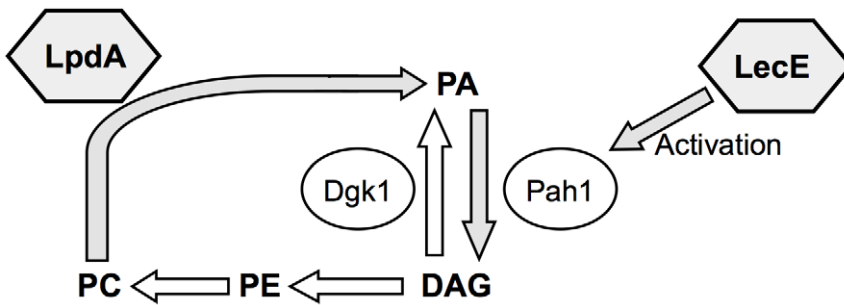 LpdA
LecE
PA
Activation
Dgk1
Pah1
PC
PE
DAG